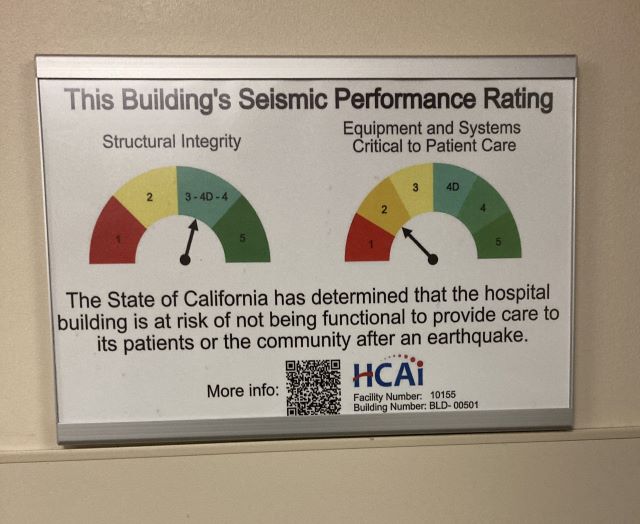 This Building's Seismic Performance Rating
Structural Integrity
1
2
3 - 4D - 4
5
Equipment and Systems
Critical to Patient Care
1
2
3
4D
4
5
The State of California has determined that the hospital
building is at risk of not being functional to provide care to
its patients or the community after an earthquake.
More info:
HCAi
Facility Number: 10155
Building Number: BLD- 00501